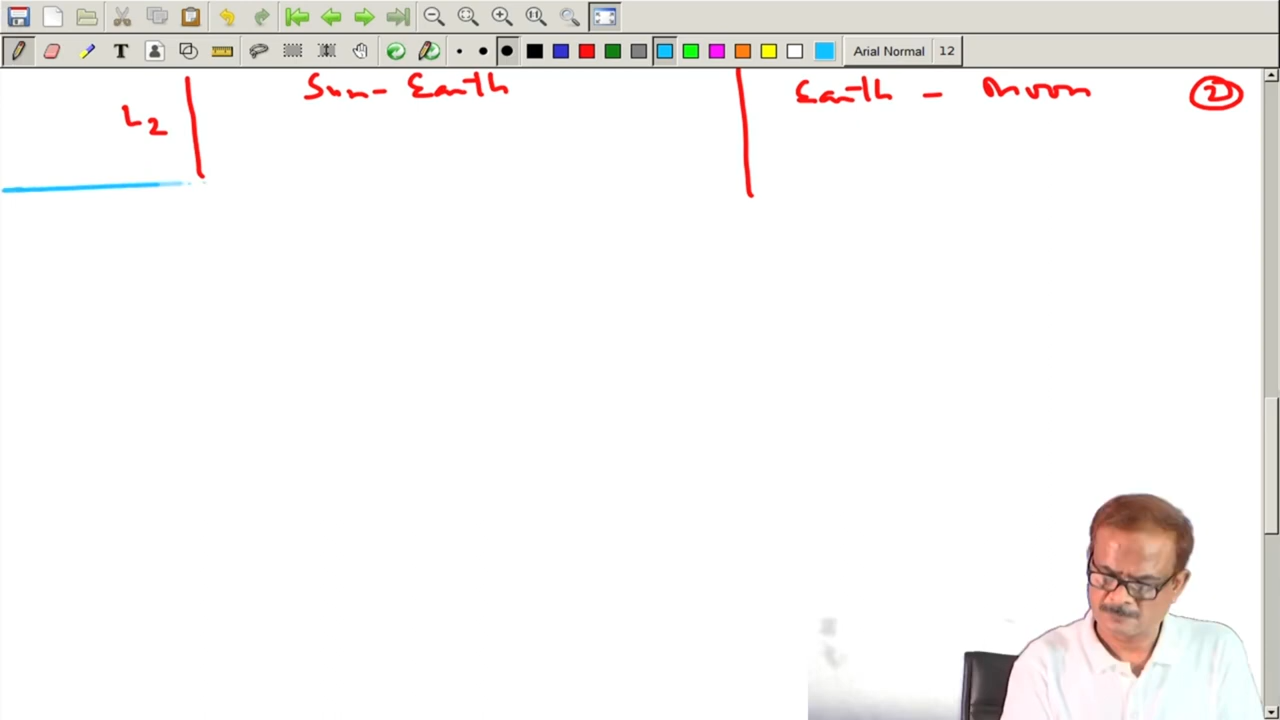 Arial Normal 12
Sun - Earth Earth - Moon ②
L2